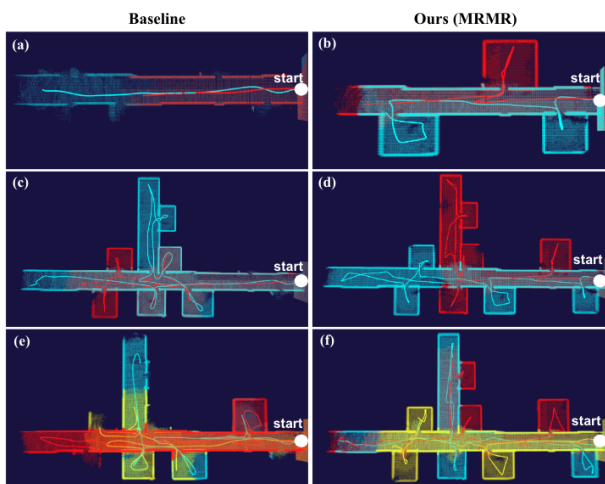 Baseline
Ours (MRMR)
(a)
start
(b)
start
(c)
start
(d)
start
(e)
start
(f)
start